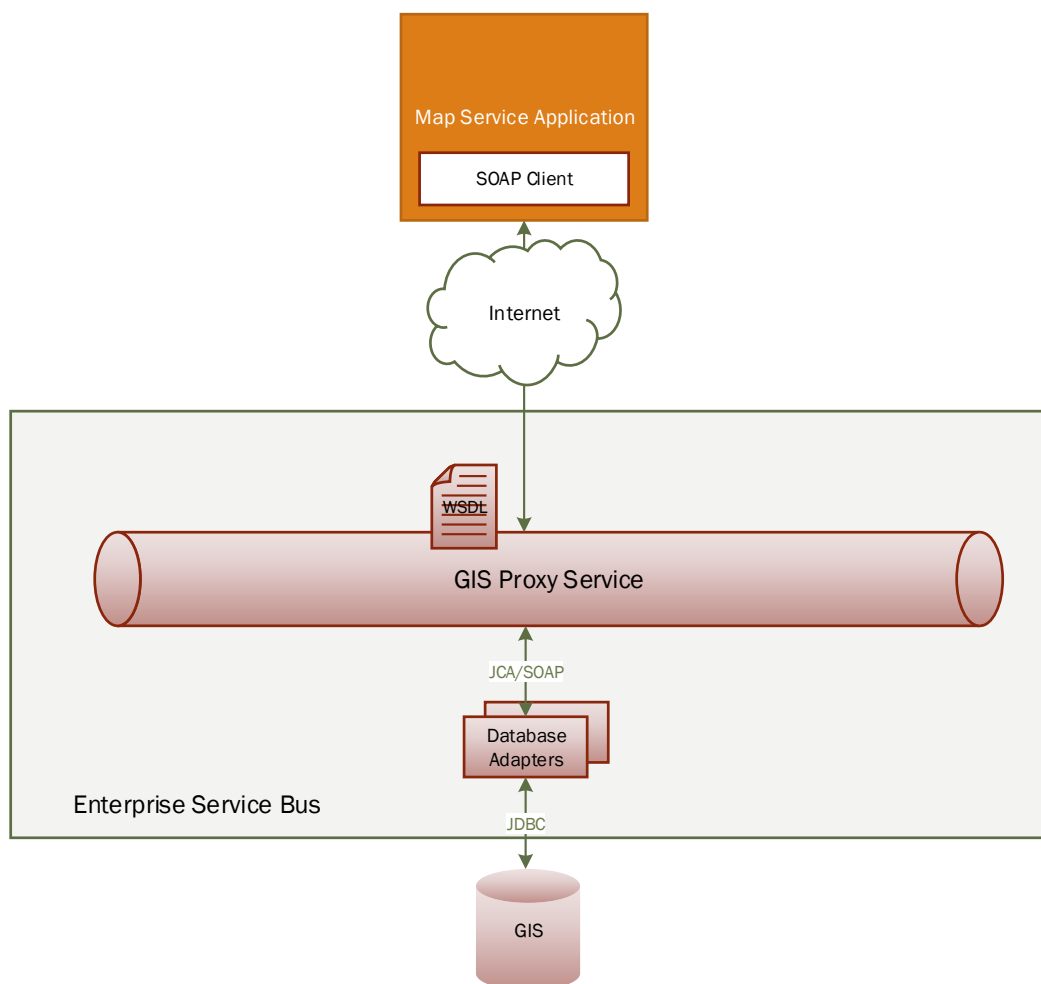 Map Service Application
SOAP Client
Internet
WSDL
GIS Proxy Service
JCA/SOAP
Database
Adapters
Enterprise Service Bus
JDBC
GIS